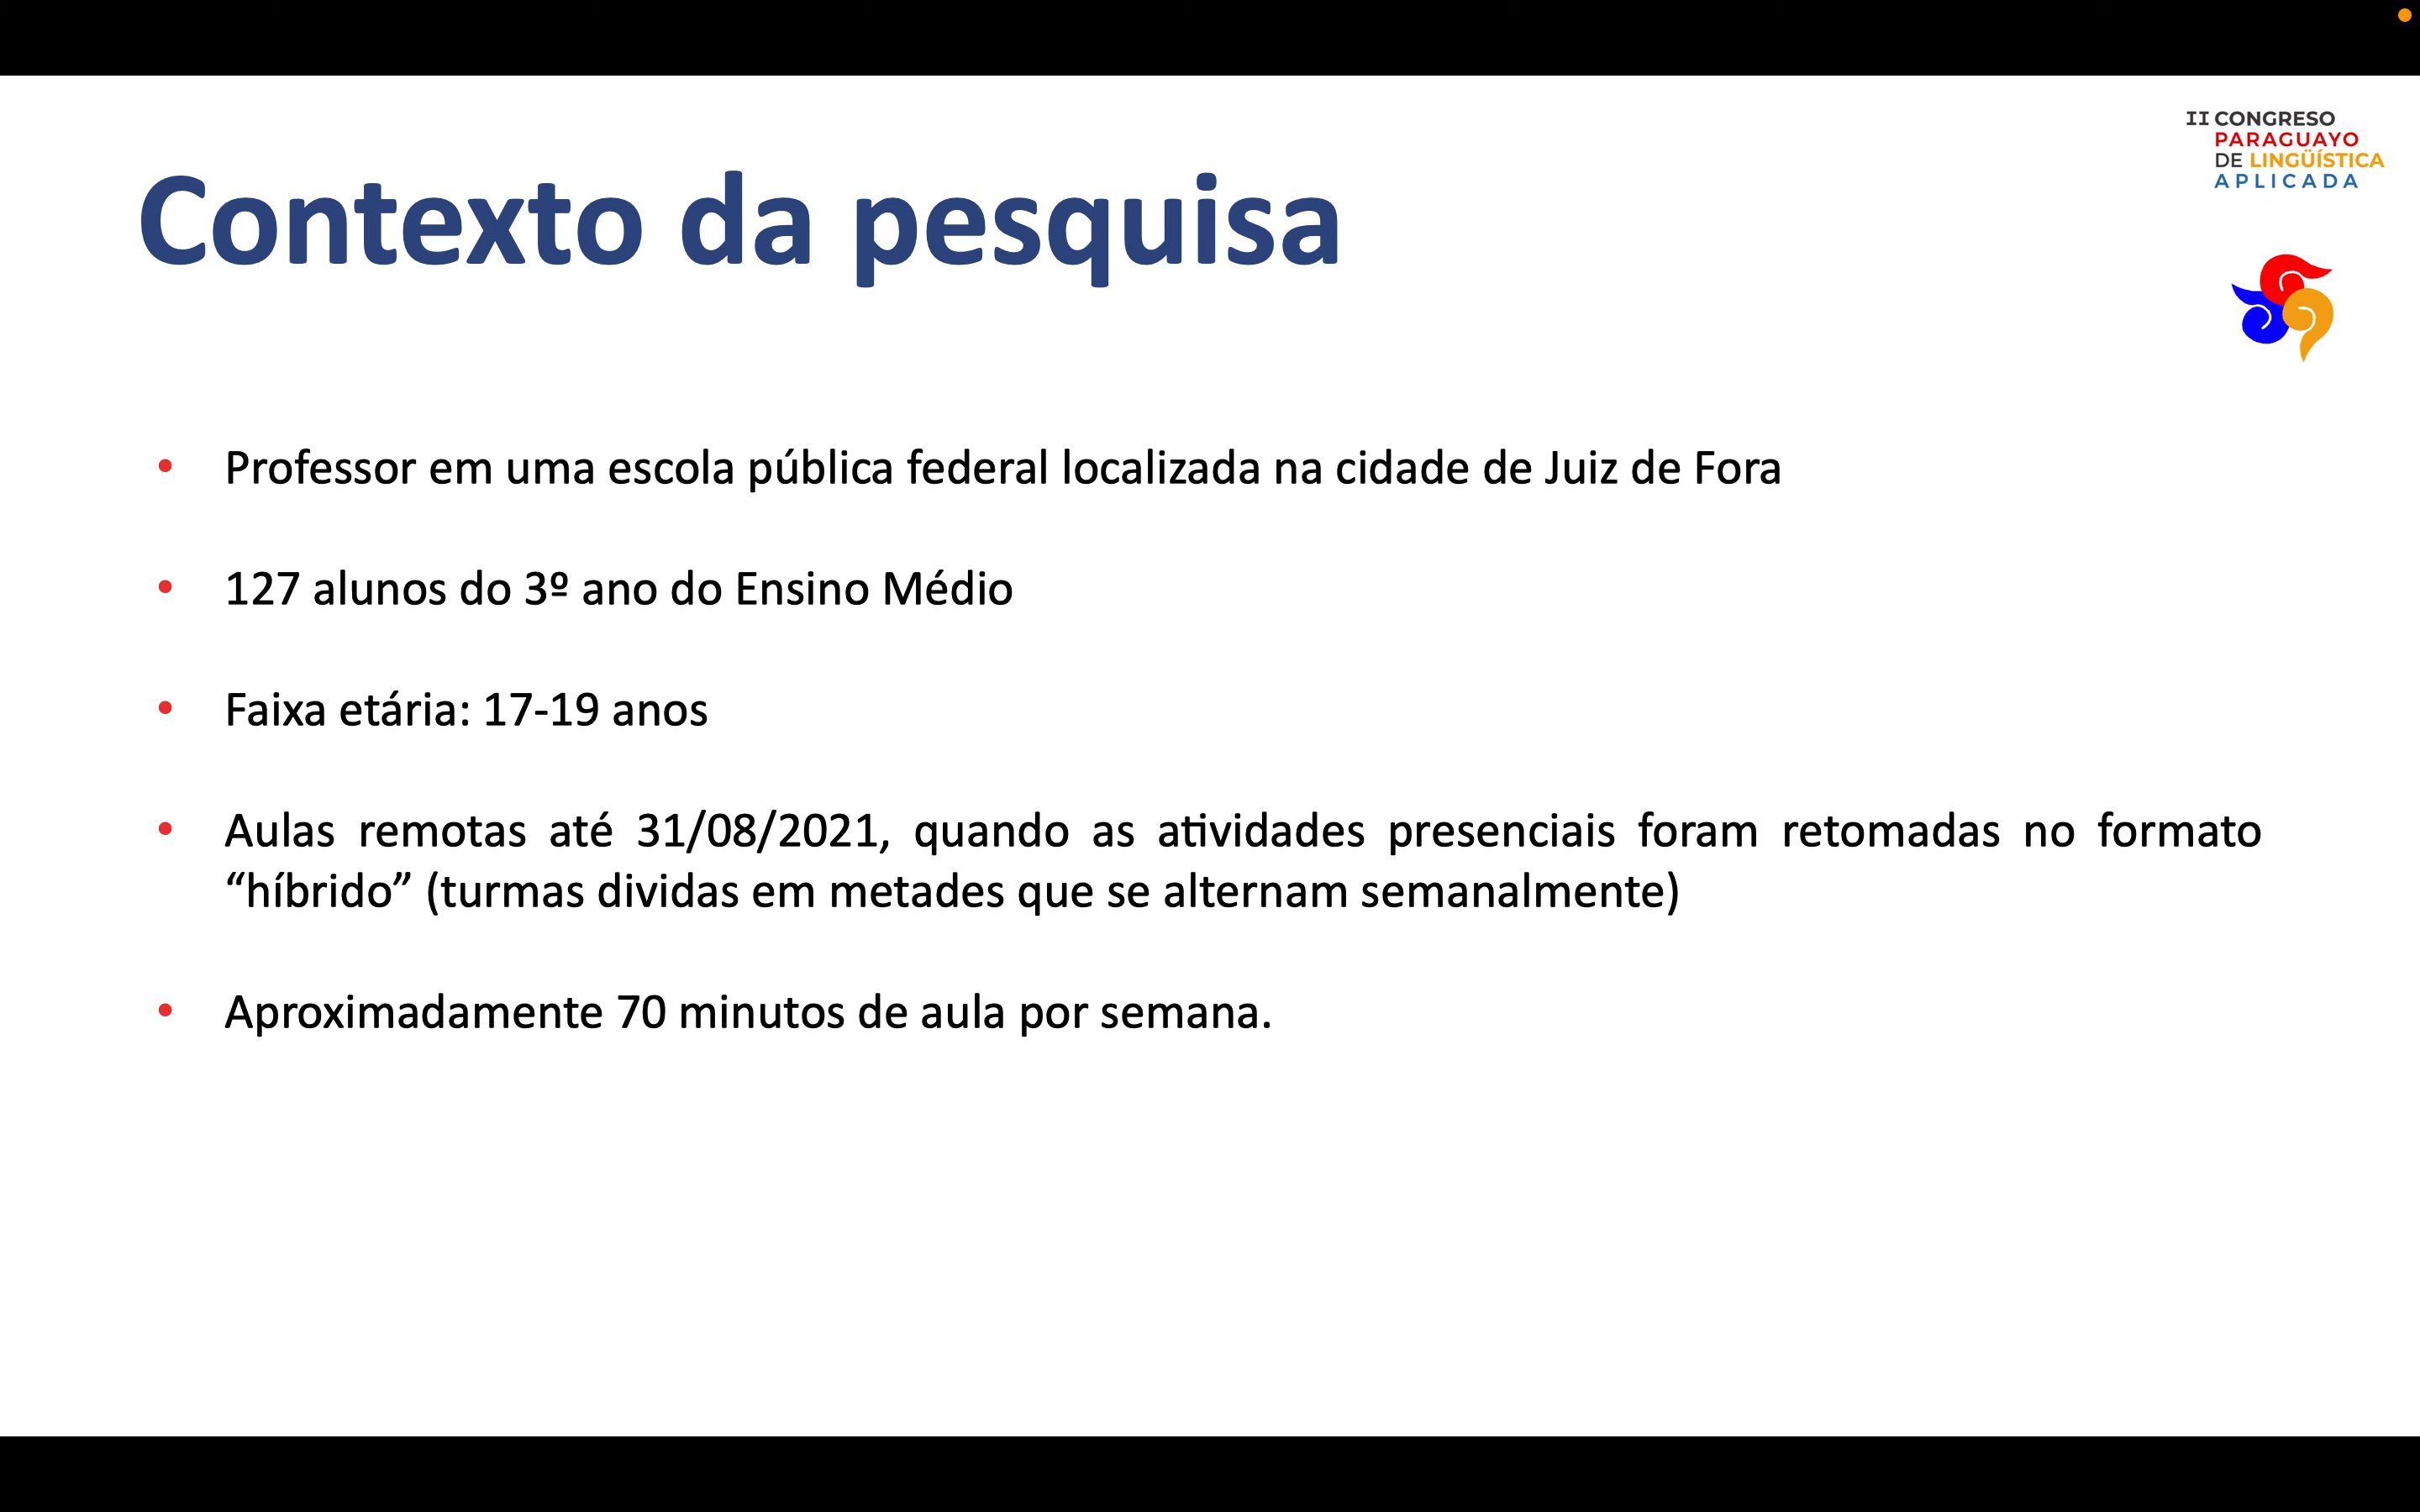 II CONGRESO
PARAGUAYO
DE LINGÜÍSTICA
APLICADA
Contexto da pesquisa
• Professor em uma escola pública federal localizada na cidade de Juiz de Fora
• 127 alunos do 3º ano do Ensino Médio
• Faixa etária: 17-19 anos
• Aulas remotas até 31/08/2021, quando as atividades presenciais foram retomadas no formato
“híbrido” (turmas dividas em metades que se alternam semanalmente)
• Aproximadamente 70 minutos de aula por semana.